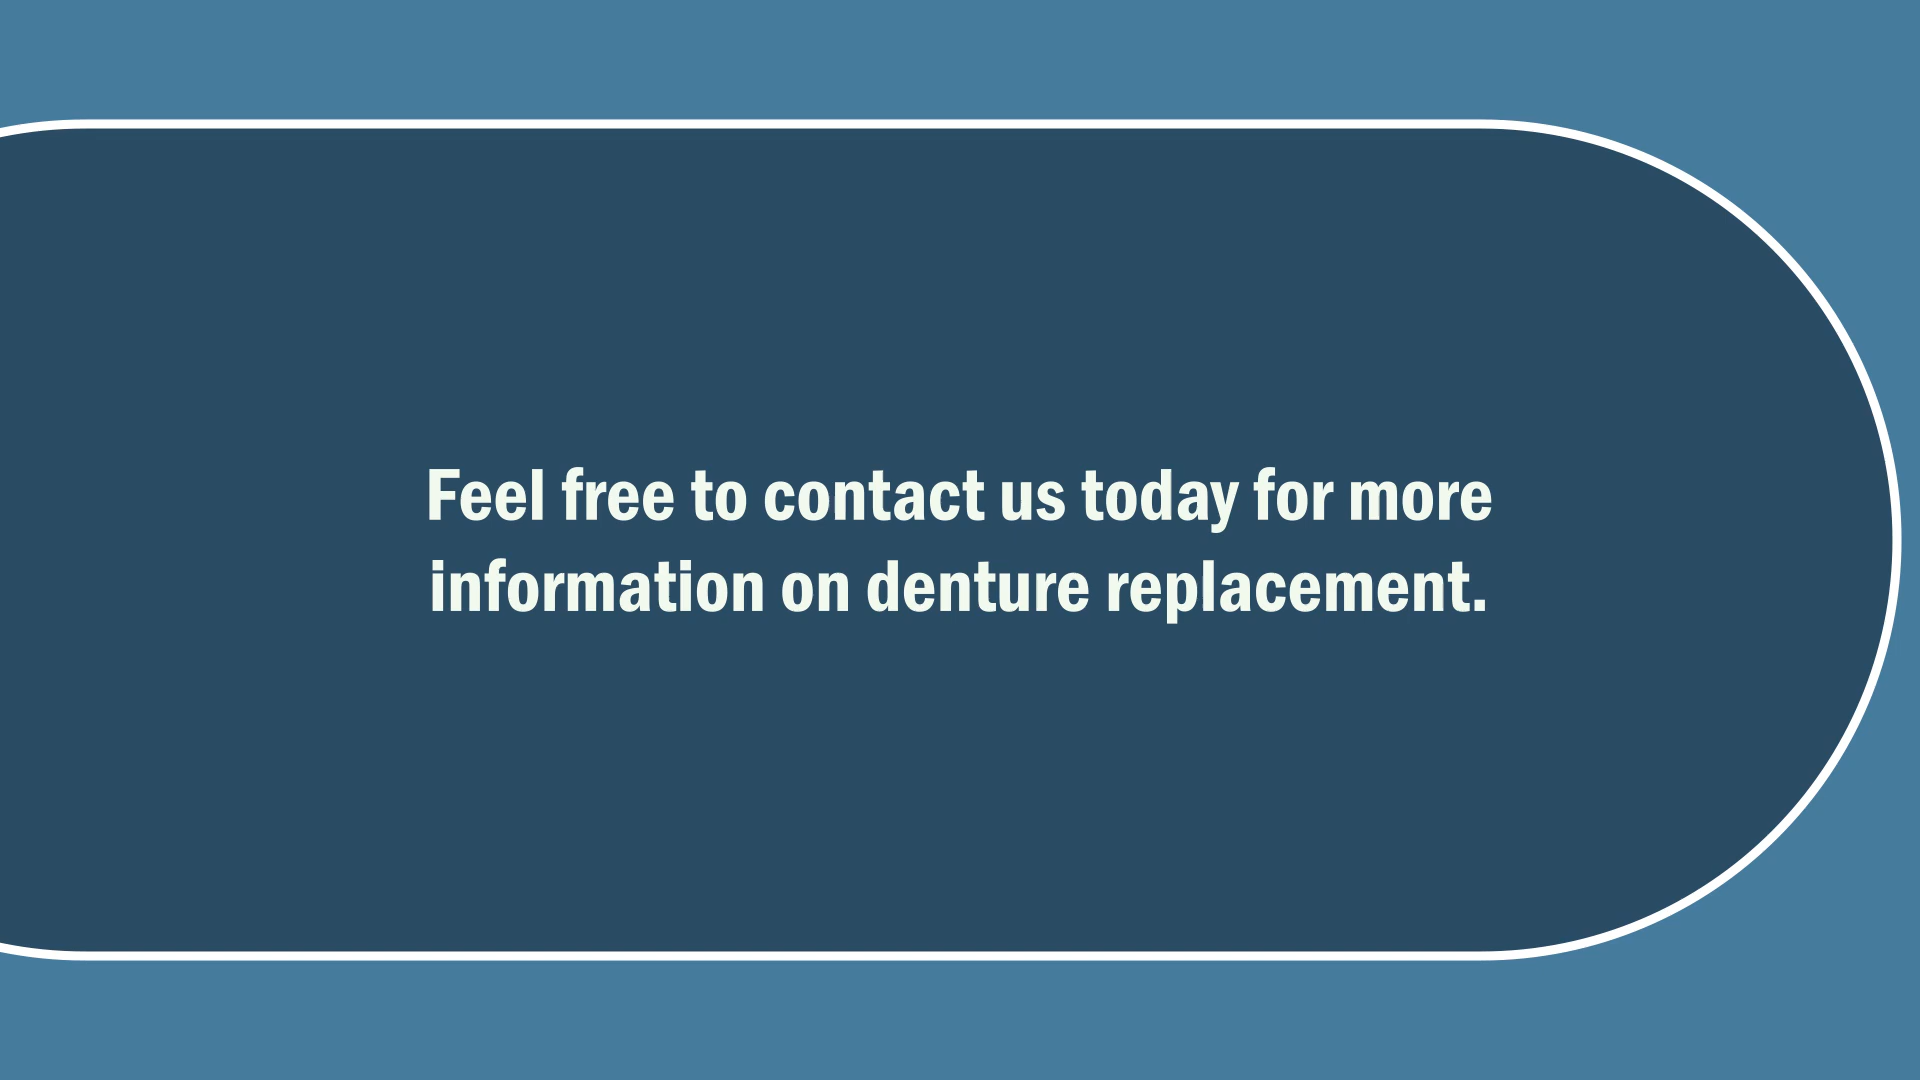 Feel free to contact us today for more
information on denture replacement.